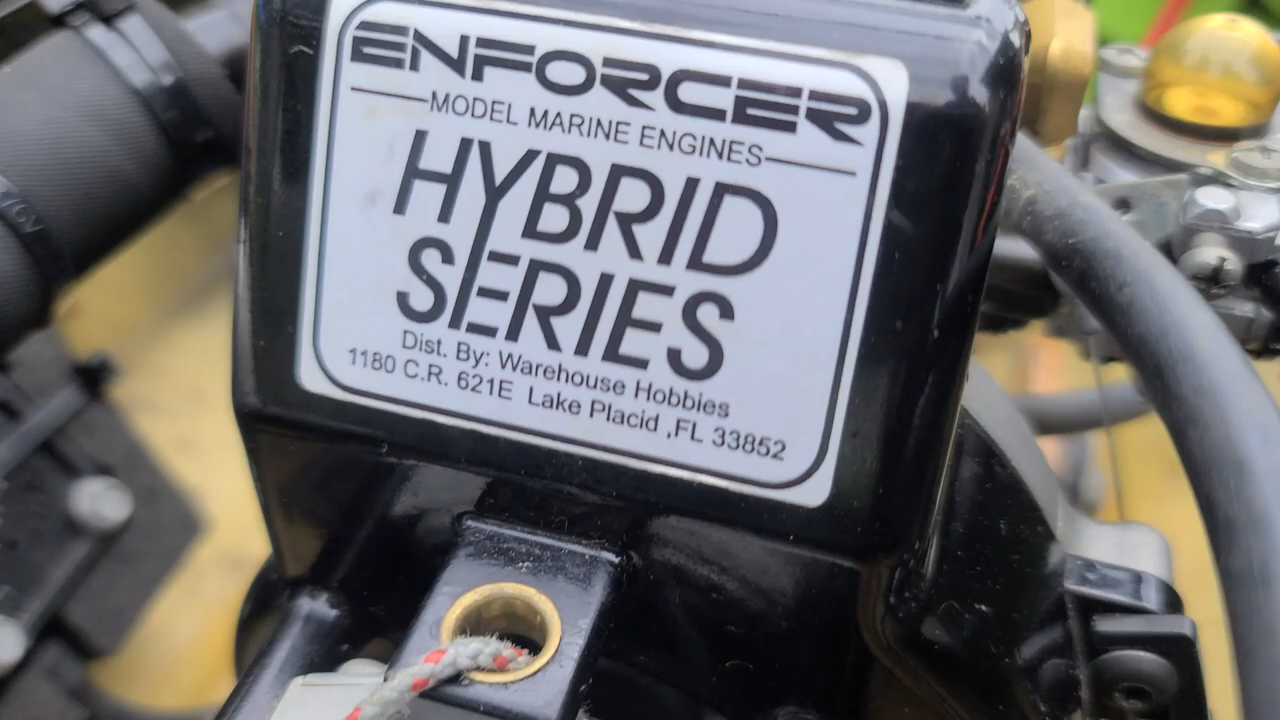 ENFORCER
MODEL MARINE ENGINES
HYBRID
SERIES
Dist. By: Warehouse Hobbies
1180 C.R. 621E Lake Placid ,FL 33852